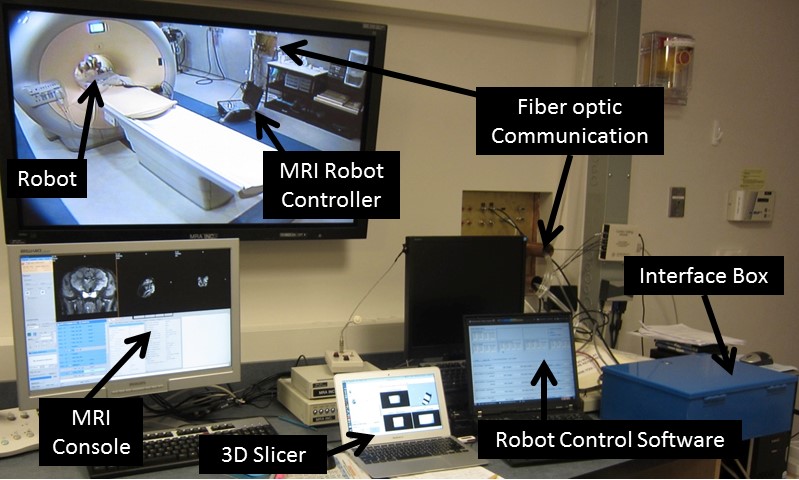 Fiber optic
Communication
Robot
MRI Robot
Controller
Interface Box
MRI
Console
3D Slicer
Robot Control Software